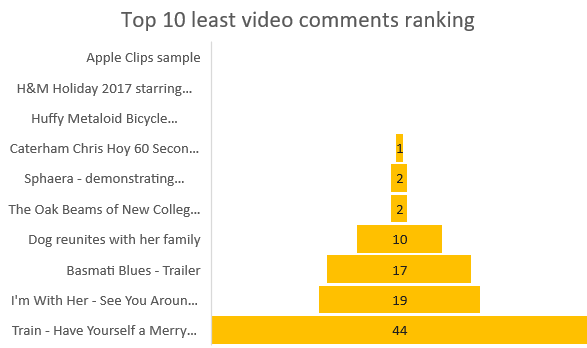 Top 10 least video comments ranking
Apple Clips sample
H&M Holiday 2017 starring...
Huffy Metaloid Bicycle...
Caterham Chris Hoy 60 Secon... 1
Sphaera - demonstrating... 2
The Oak Beams of New Colleg... 2
Dog reunites with her family 10
Basmati Blues - Trailer 17
I'm With Her - See You Aroun... 19
Train - Have Yourself a Merry... 44